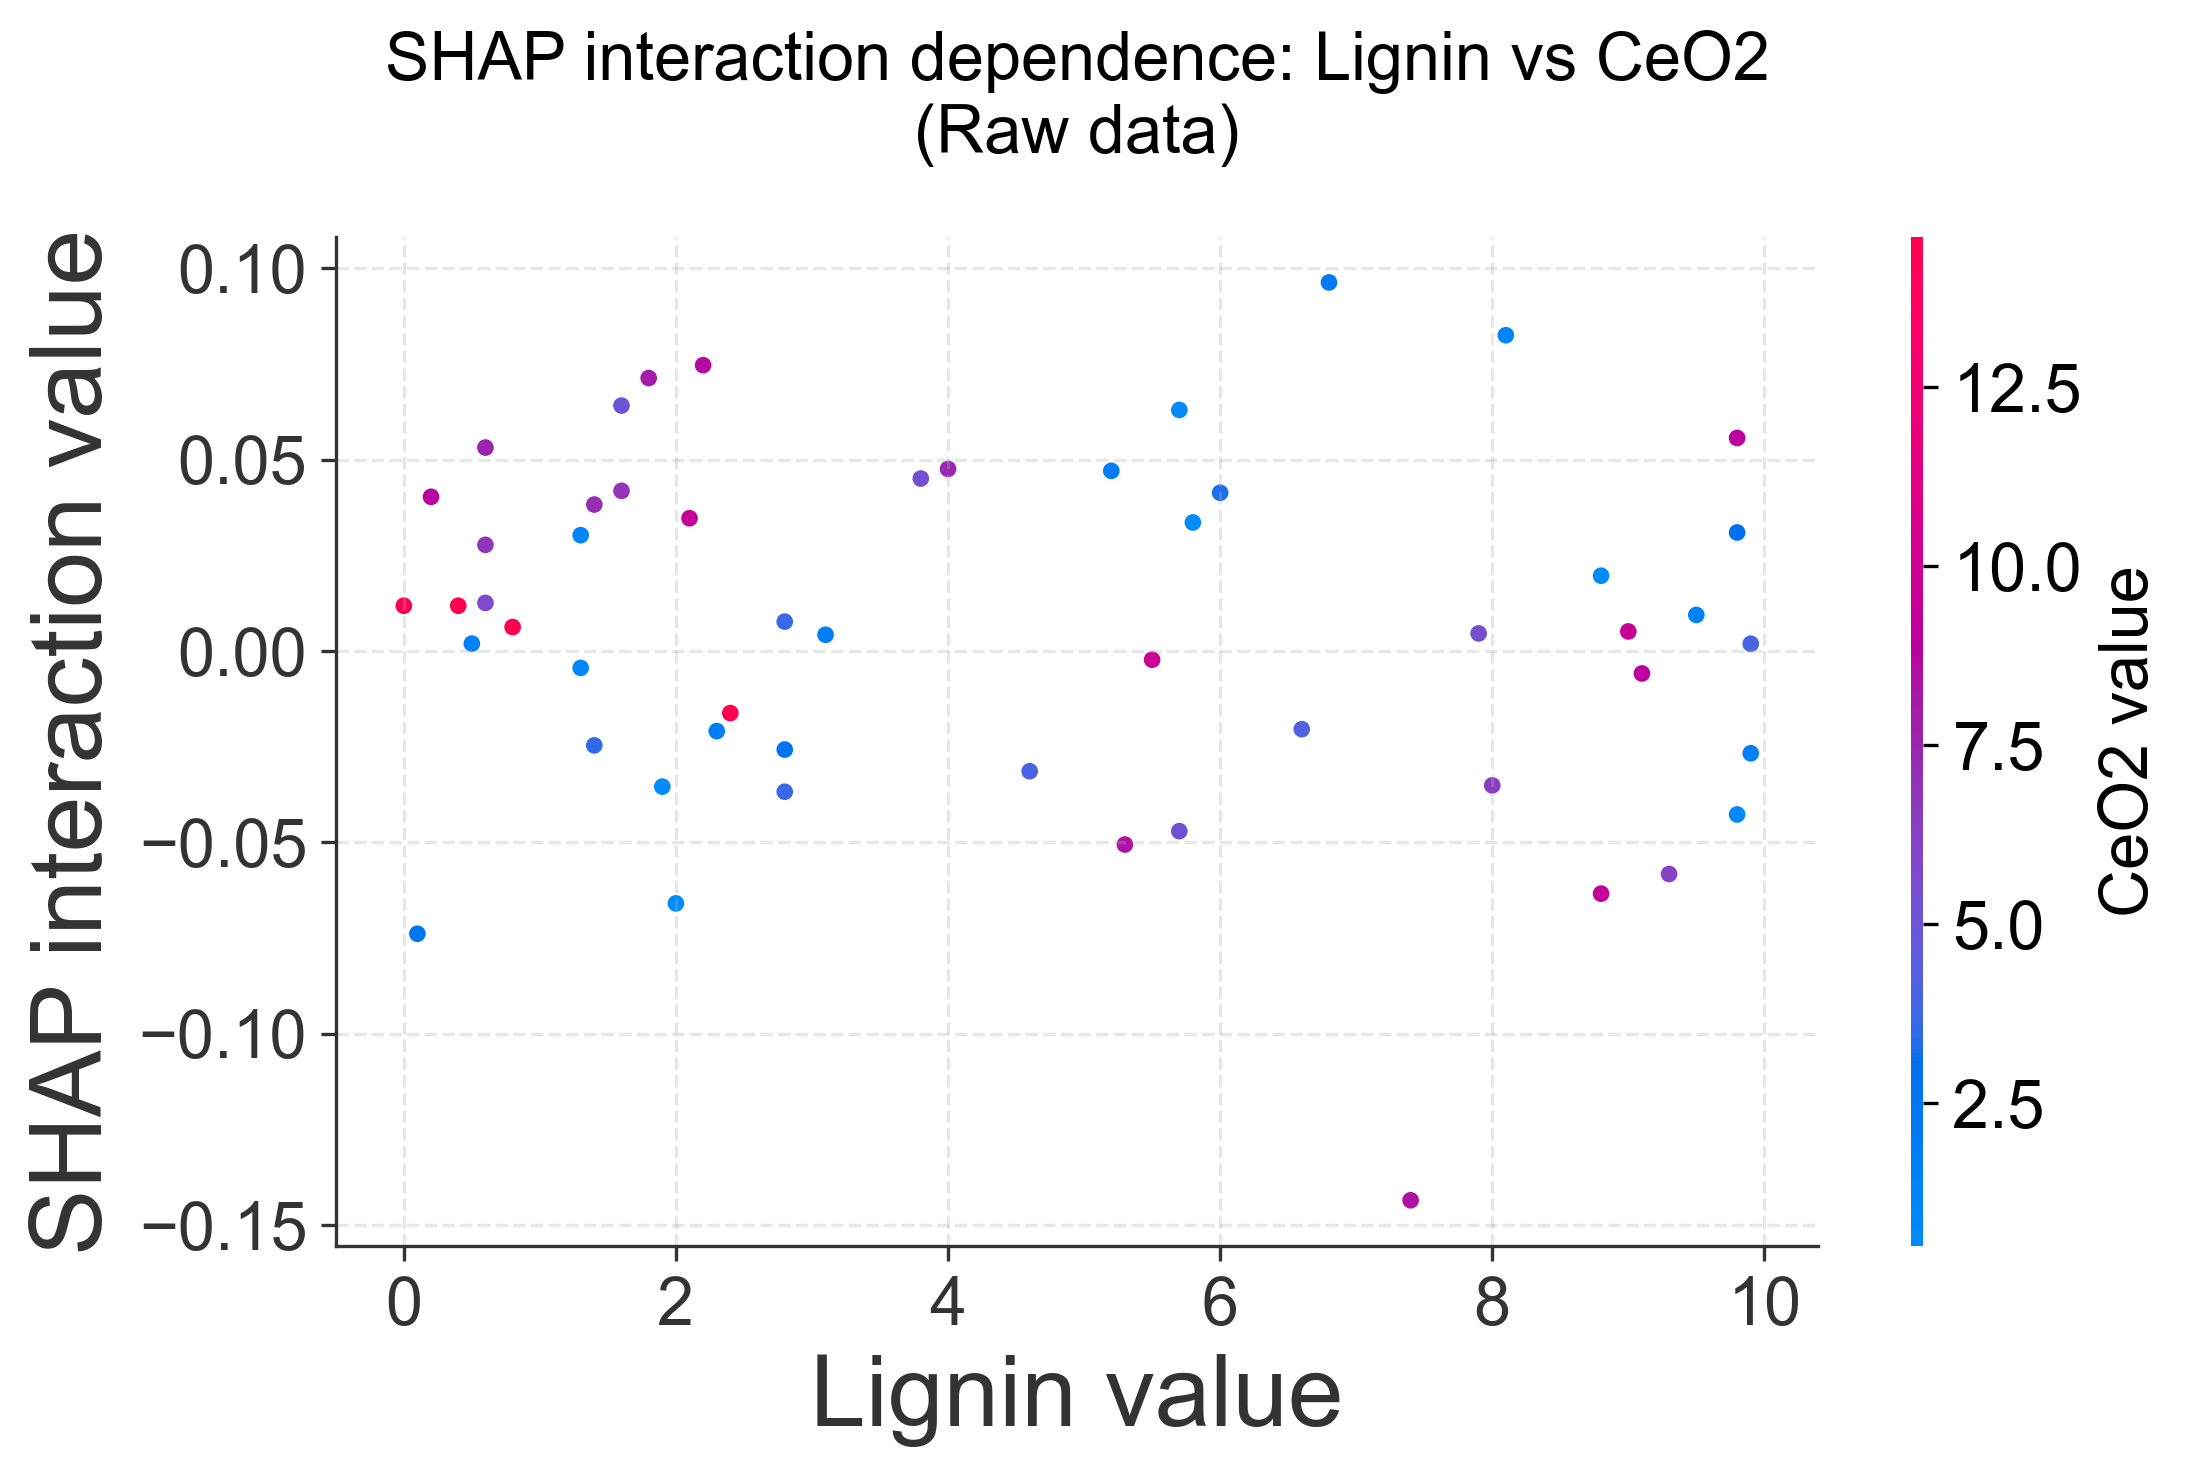 SHAP interaction dependence: Lignin vs CeO2
(Raw data)
SHAP interaction value
0.10
0.05
0.00
−0.05
−0.10
−0.15
0 2 4 6 8 10
Lignin value
12.5
10.0
7.5
5.0
2.5
CeO2 value